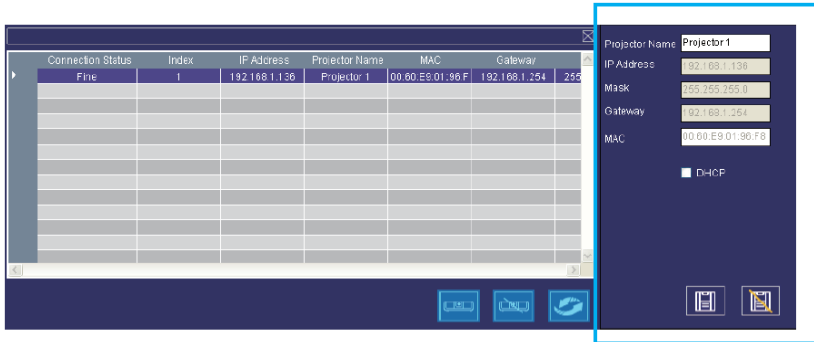 Connection Status Index IP Address Projector Name MAC Gateway
Fine 1 192.168.1.136 Projector 1 00.60.E9.01.96 F 192.168.1.254 255
Projector Name Projector 1
IP Address 192.168.1.136
Mask 255.255.255.0
Gateway 192.168.1.254
MAC 00.60.E9.01.96.F8
DHCP